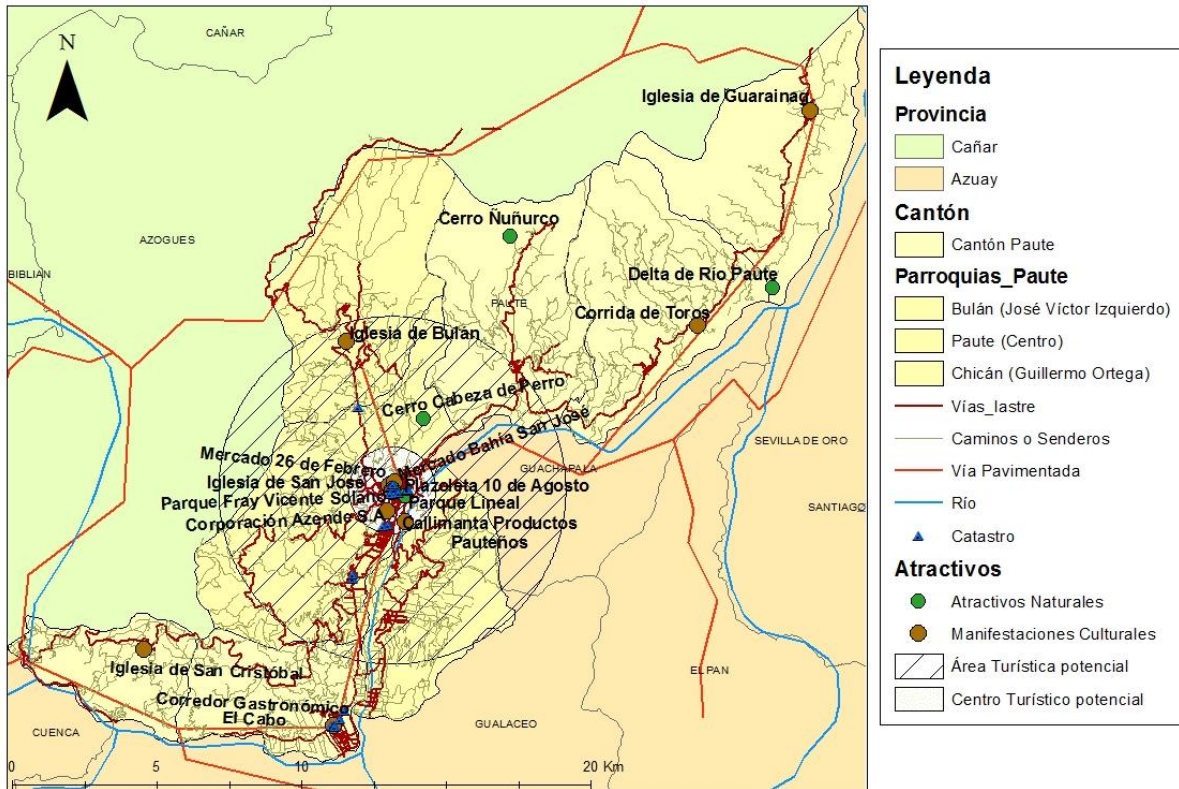 CAÑAR
N
Iglesia de Guarainag
Cerro Ñuñurco
AZOGUES
BIBLIAN
Delta de Río Paute
PAUTE
Corrida de Toros
Iglesia de Bulán
Cerro Cabeza de Perro
Mercado Bahía San José
SEVILLA DE ORO
Mercado 26 de Febrero
GUACHAPALA
Iglesia de San José
Plazoleta 10 de Agosto
Parque Fray Vicente Solano
Parque Lineal
SANTIAGO
Corporación Azende S.A
Callimanta Productos
Pauteños
Iglesia de San Cristóbal
EL PAN
Corredor Gastronómico
El Cabo
CUENCA
GUALACEO
0 5 10 20 Km
Leyenda
Provincia
Cañar
Azuay
Cantón
Cantón Paute
Parroquias_Paute
Bulán (José Víctor Izquierdo)
Paute (Centro)
Chicán (Guillermo Ortega)
Vías_lastre
Caminos o Senderos
Vía Pavimentada
Río
Catastro
Atractivos
Atractivos Naturales
Manifestaciones Culturales
Área Turística potencial
Centro Turístico potencial